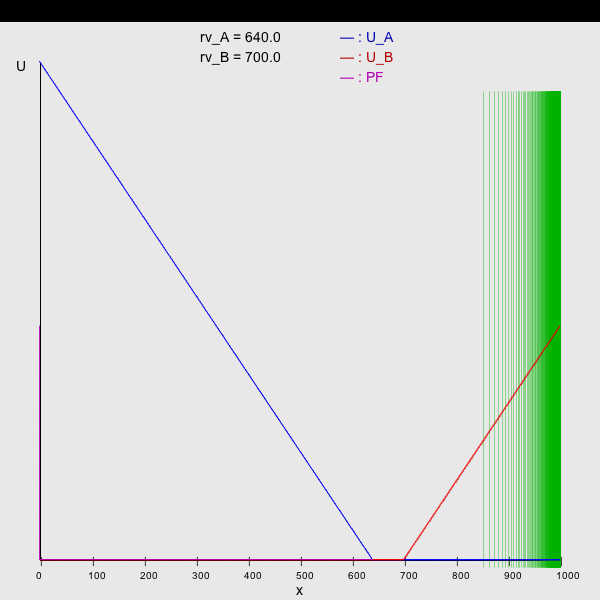 rv_A = 640.0
— : U_A
rv_B = 700.0
— : U_B
— : PF
U
0 100 200 300 400 500 600 700 800 900 1000
x